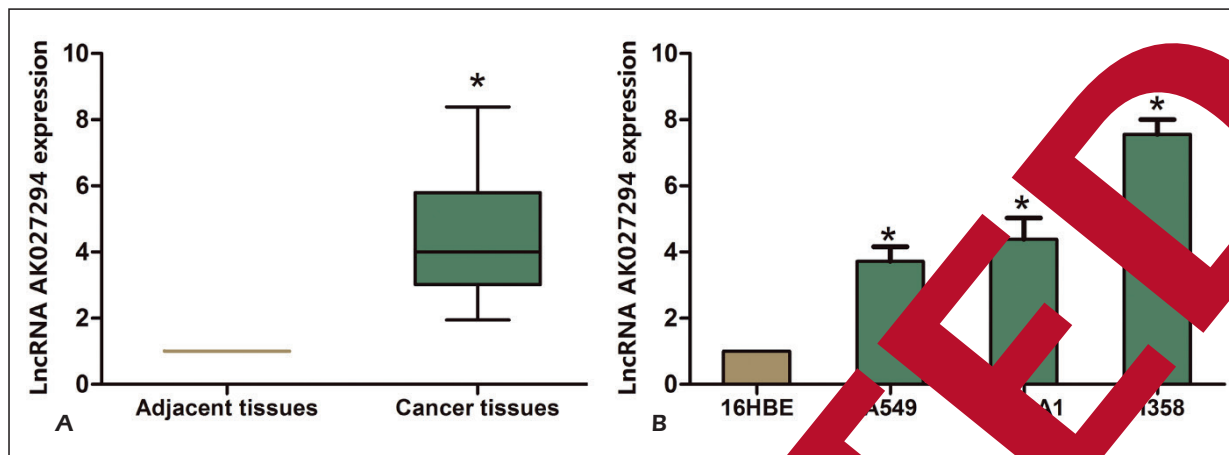 LncRNA AK027294 expression
10
8
6
4
2
0
*
Adjacent tissues
Cancer tissues
A
LncRNA AK027294 expression
10
8
6
4
2
0
*
*
*
16HBE
A549
B